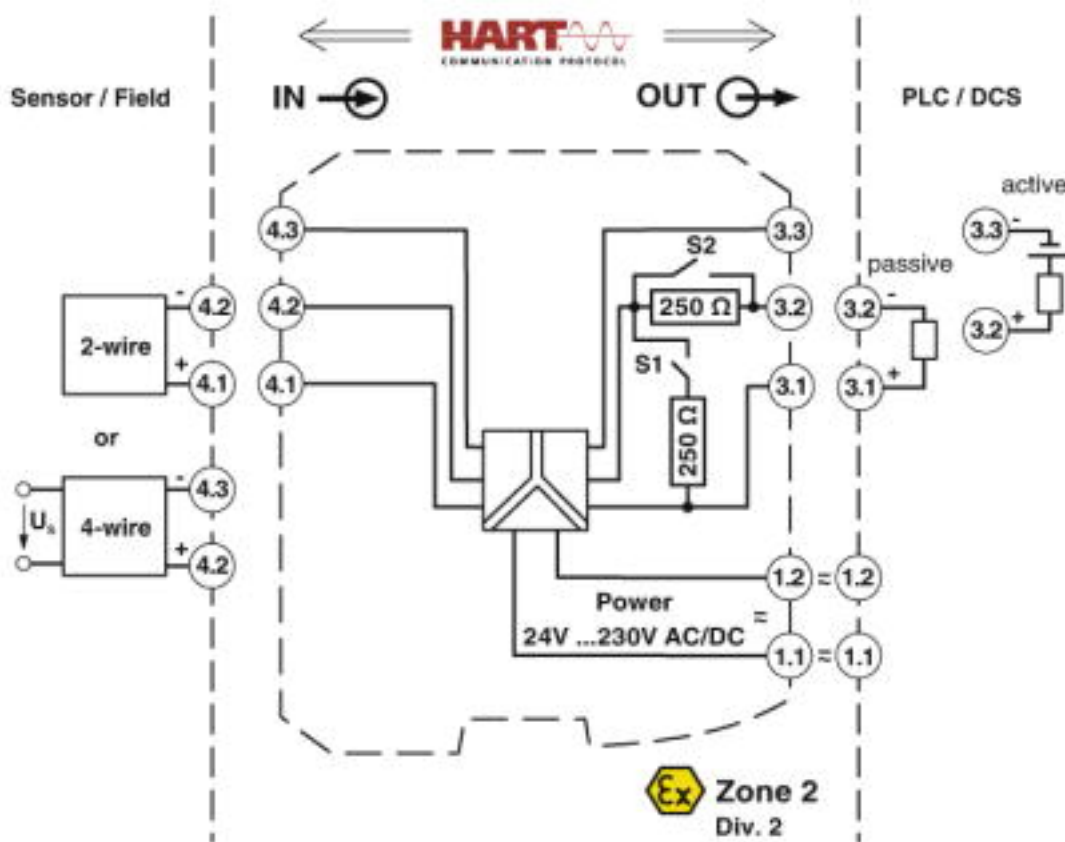 HART
COMMUNICATION PROTOCOL
Sensor / Field
IN
OUT
PLC / DCS
active
4.3
3.3
3.3 -
S2
passive
2-wire
- 4.2
4.2
250 Ω
3.2
3.2 -
3.2 +
+ 4.1
4.1
S1
3.1
3.1 +
250 Ω
or
Us
4-wire
- 4.3
+ 4.2
Power
24V ...230V AC/DC
≈
1.2 ≈ 1.2
1.1 ≈ 1.1
Ex
Zone 2
Div. 2